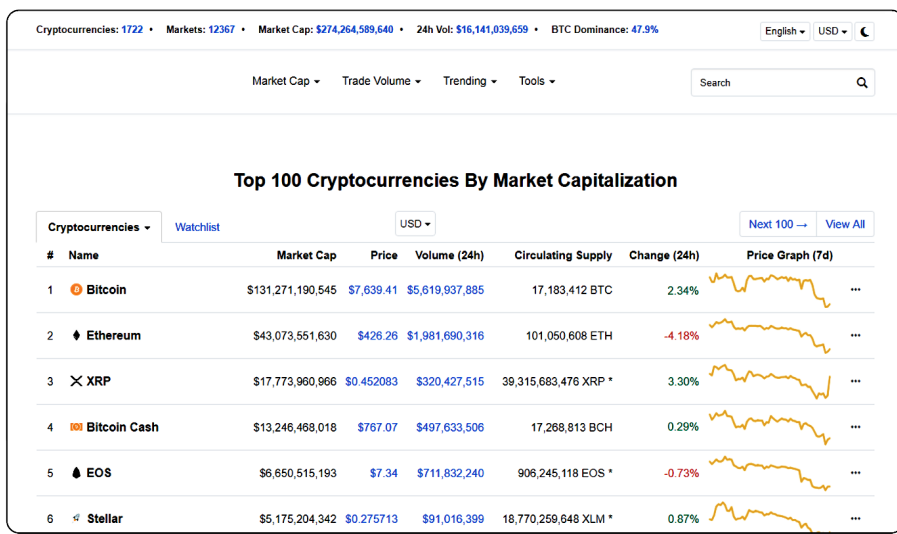 Cryptocurrencies: 1722 • Markets: 12367 • Market Cap: $274,264,589,640 • 24h Vol: $16,141,039,659 • BTC Dominance: 47.9% English USD
Market Cap Trade Volume Trending Tools Search
Top 100 Cryptocurrencies By Market Capitalization
Cryptocurrencies Watchlist USD Next 100 → View All
# Name Market Cap Price Volume (24h) Circulating Supply Change (24h) Price Graph (7d)
1 Bitcoin $131,271,190,545 $7,639.41 $5,619,937,885 17,183,412 BTC 2.34%
2 Ethereum $43,073,551,630 $426.26 $1,981,690,316 101,050,608 ETH -4.18%
3 XRP $17,773,960,966 $0.452083 $320,427,515 39,315,683,476 XRP * 3.30%
4 Bitcoin Cash $13,246,468,018 $767.07 $497,633,506 17,268,813 BCH 0.29%
5 EOS $6,650,515,193 $7.34 $711,832,240 906,245,118 EOS * -0.73%
6 Stellar $5,175,204,342 $0.275713 $91,016,399 18,770,259,648 XLM * 0.87%